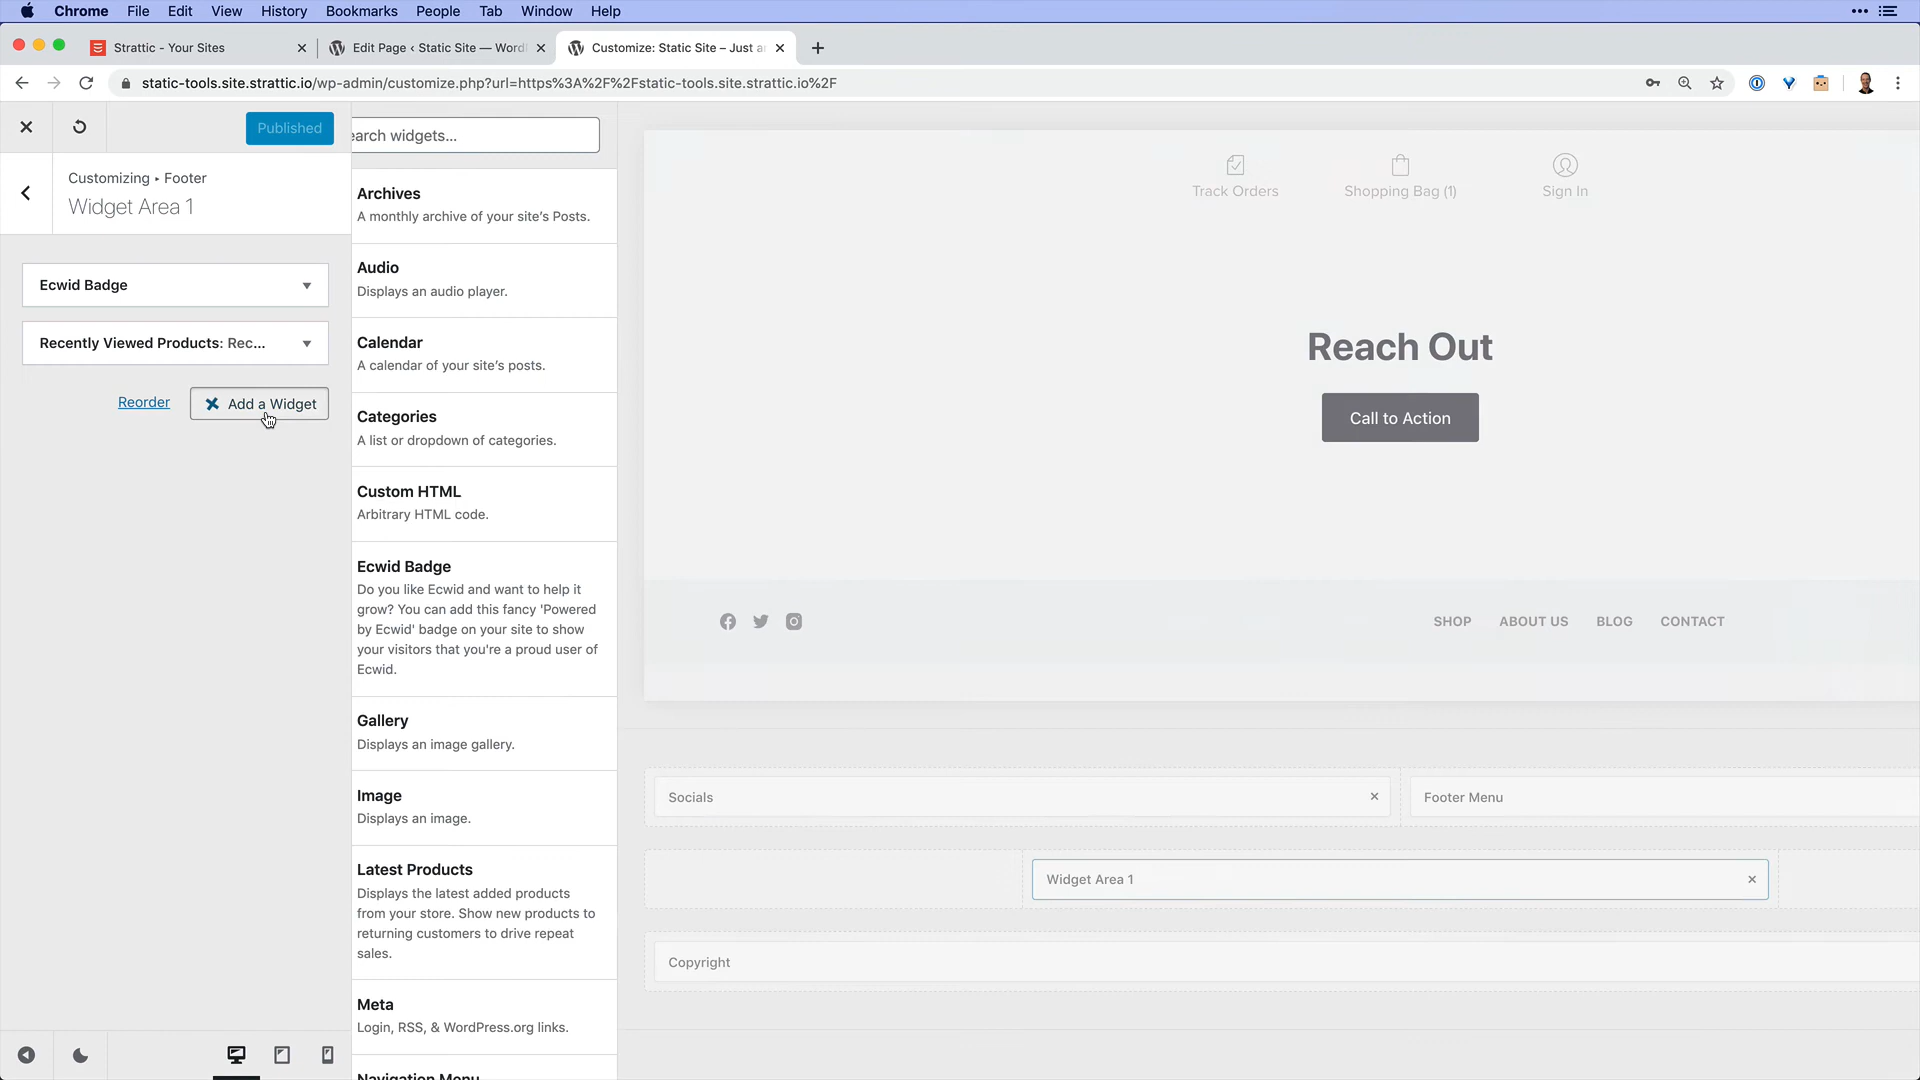 Chrome File Edit View History Bookmarks People Tab Window Help
Strattic - Your Sites
Edit Page ‹ Static Site — Word
Customize: Static Site – Just a
static-tools.site.strattic.io/wp-admin/customize.php?url=https%3A%2F%2Fstatic-tools.site.strattic.io%2F
Published
Customizing ▸ Footer
Widget Area 1
Ecwid Badge
Recently Viewed Products: Rec...
Reorder
Add a Widget
earch widgets...
Archives
A monthly archive of your site’s Posts.
Audio
Displays an audio player.
Calendar
A calendar of your site’s posts.
Categories
A list or dropdown of categories.
Custom HTML
Arbitrary HTML code.
Ecwid Badge
Do you like Ecwid and want to help it
grow? You can add this fancy 'Powered
by Ecwid' badge on your site to show
your visitors that you're a proud user of
Ecwid.
Gallery
Displays an image gallery.
Image
Displays an image.
Latest Products
Displays the latest added products
from your store. Show new products to
returning customers to drive repeat
sales.
Meta
Login, RSS, & WordPress.org links.
Navigation Menu
Track Orders
Shopping Bag (1)
Sign In
Reach Out
Call to Action
SHOP ABOUT US BLOG CONTACT
Socials
Footer Menu
Widget Area 1
Copyright